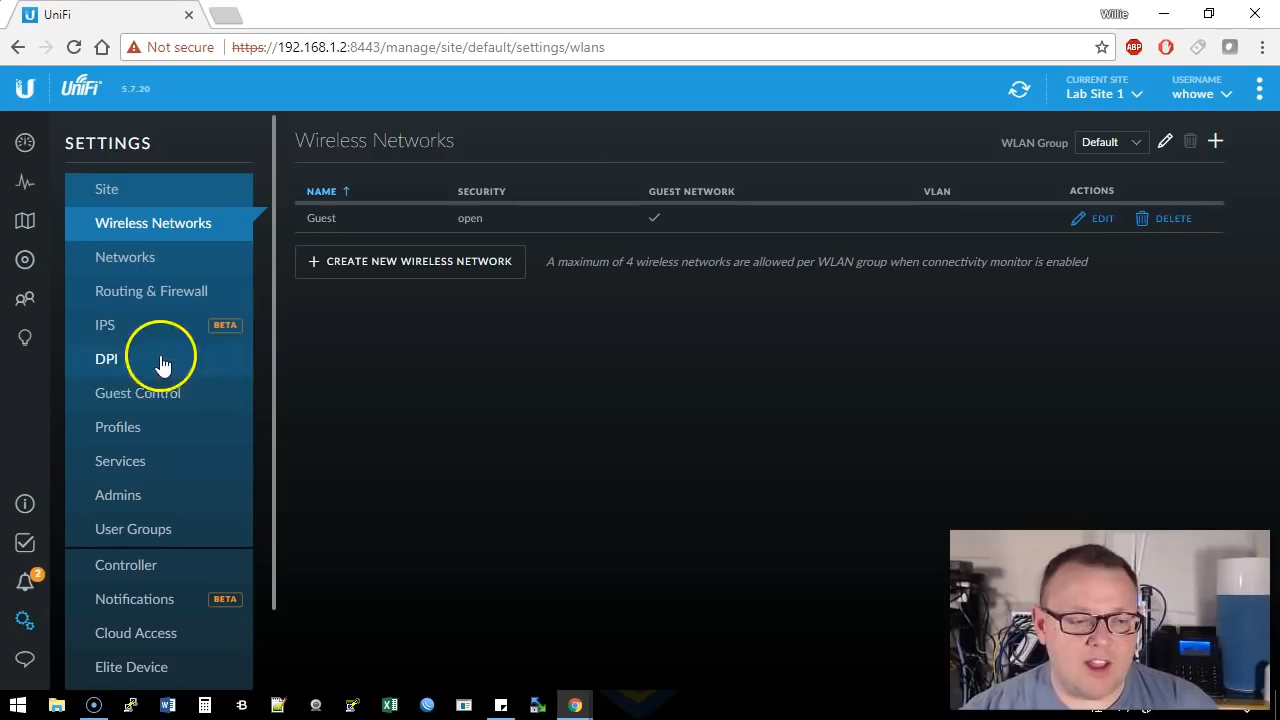 UniFi
Willie
Not secure
https://192.168.1.2:8443/manage/site/default/settings/wlans
ABP
U
UniFi
5.7.20
CURRENT SITE
Lab Site 1
USERNAME
whowe
SETTINGS
Site
Wireless Networks
Networks
Routing & Firewall
IPS BETA
DPI
Guest Control
Profiles
Services
Admins
User Groups
Controller
Notifications BETA
Cloud Access
Elite Device
2
Wireless Networks
WLAN Group Default
NAME SECURITY GUEST NETWORK VLAN ACTIONS
Guest open EDIT DELETE
CREATE NEW WIRELESS NETWORK
A maximum of 4 wireless networks are allowed per WLAN group when connectivity monitor is enabled